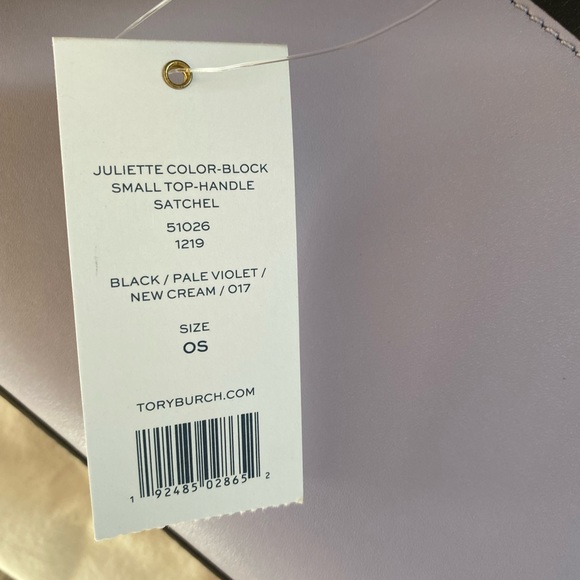 JULIETTE COLOR-BLOCK
SMALL TOP-HANDLE
SATCHEL
51026
1219
BLACK / PALE VIOLET /
NEW CREAM / 017
SIZE
OS
TORYBURCH.COM
1 92485 02865 2